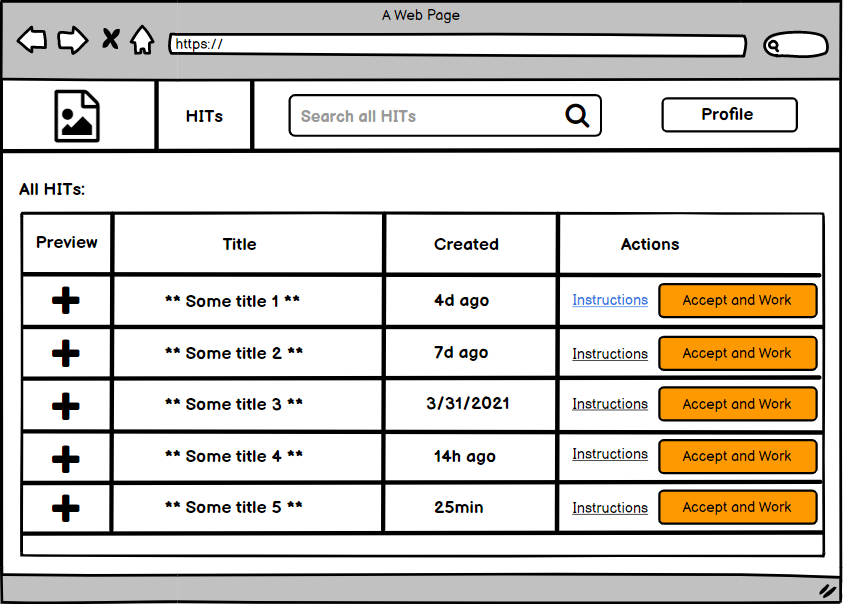 A Web Page
https://
HITs
Search all HITs
Profile
All HITs:
Preview Title Created Actions
** Some title 1 ** 4d ago Instructions Accept and Work
** Some title 2 ** 7d ago Instructions Accept and Work
** Some title 3 ** 3/31/2021 Instructions Accept and Work
** Some title 4 ** 14h ago Instructions Accept and Work
** Some title 5 ** 25min Instructions Accept and Work